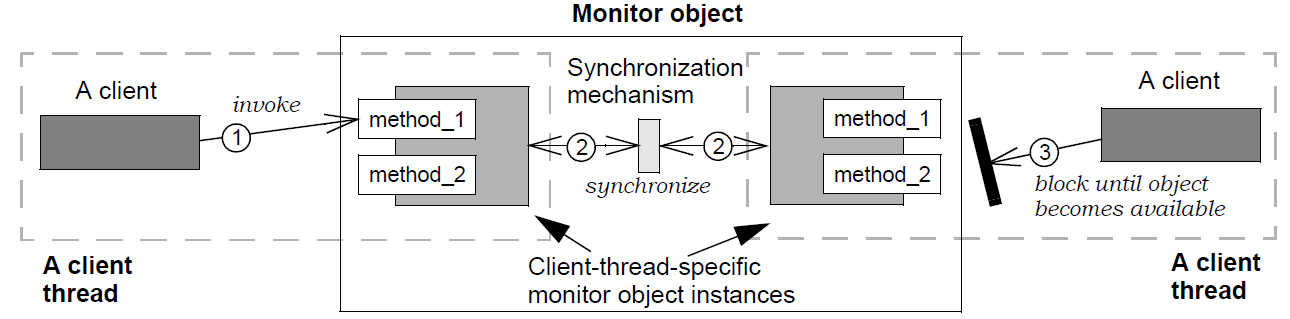 Monitor object
A client
invoke
1
method_1
method_2
Synchronization
mechanism
2
2
synchronize
method_1
method_2
A client
3
block until object
becomes available
A client
thread
Client-thread-specific
monitor object instances
A client
thread